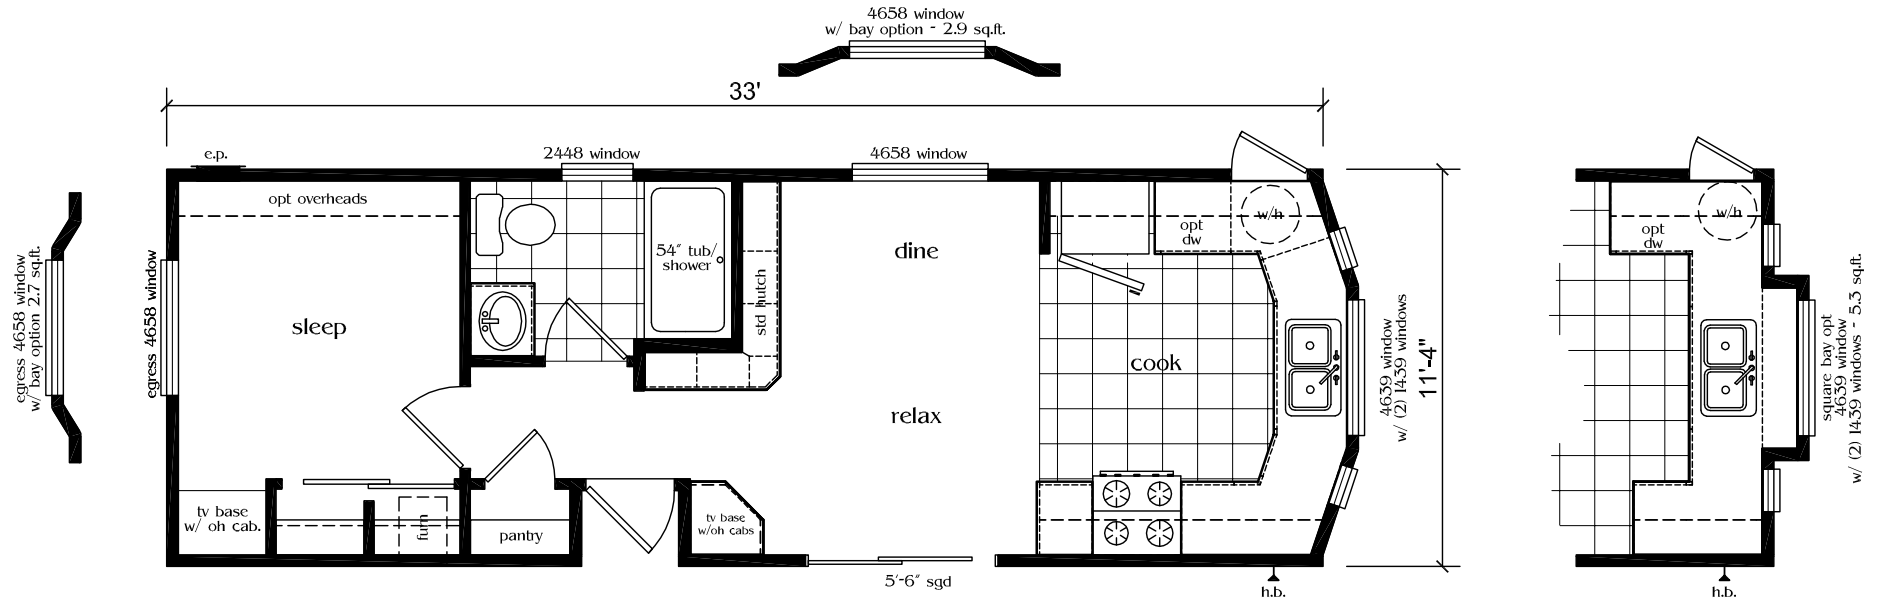 4658 window
w/ bay option - 2.9 sq.ft.
33'
e.p.
2448 window
4658 window
egress 4658 window
w/ bay option 2.7 sq.ft.
egress 4658 window
opt overheads
sleep
54" tub/
shower
std hutch
dine
relax
cook
opt
dw
w/h
4639 window
w/ (2) 1439 windows
11'-4"
tv base
w/ oh cab.
furn
pantry
tv base
w/oh cabs
5'-6" sgd
h.b.
opt
dw
w/h
square bay opt
4639 window
w/ (2) 1439 windows - 5.3 sq.ft.
h.b.